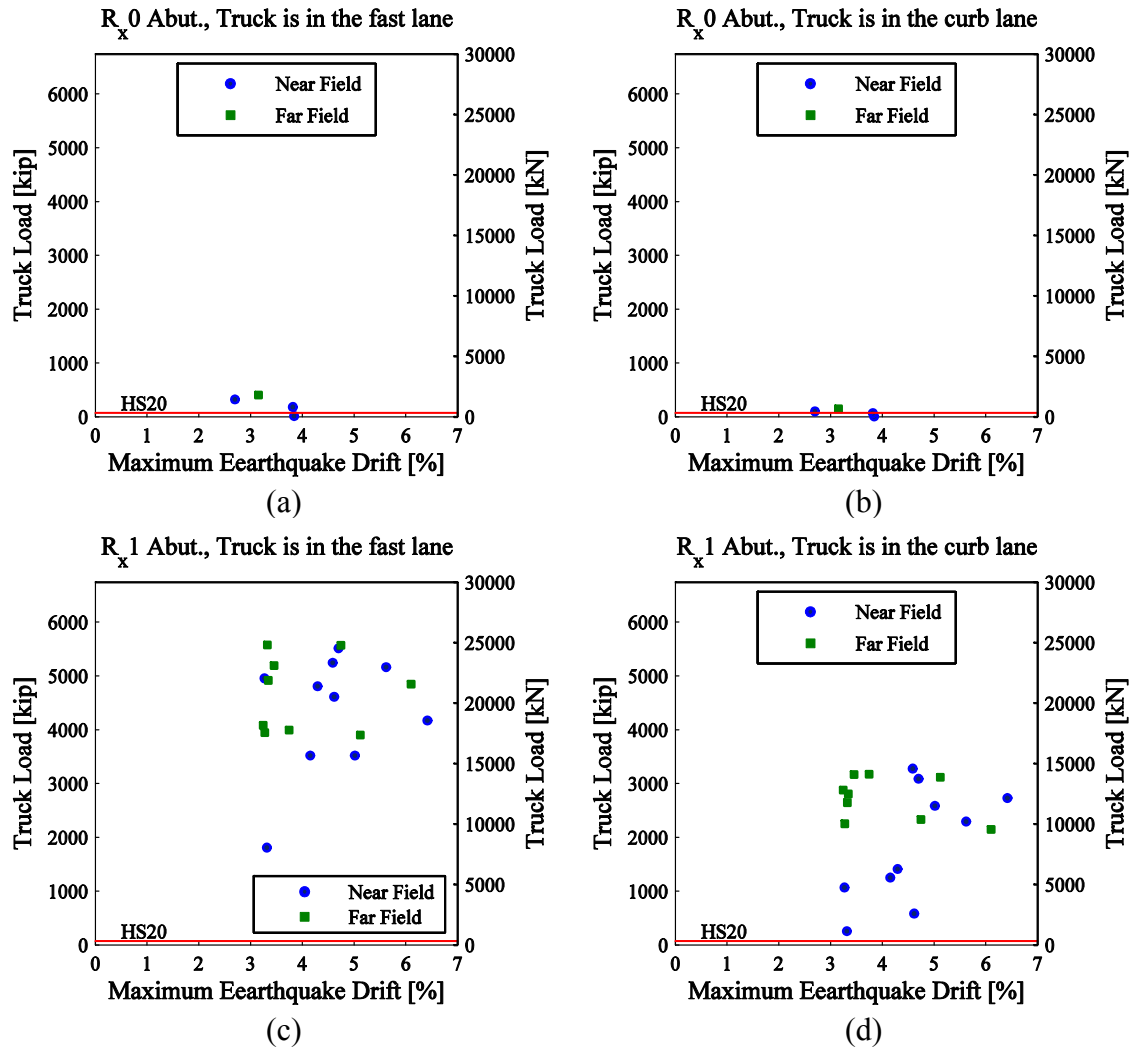 R_x0 Abut., Truck is in the fast lane
Near Field
Far Field
Truck Load [kip]
6000
5000
4000
3000
2000
1000
0
HS20
30000
25000
20000
15000
10000
5000
0
Truck Load [kN]
0 1 2 3 4 5 6 7
Maximum Eearthquake Drift [%]
(a)
R_x0 Abut., Truck is in the curb lane
Near Field
Far Field
Truck Load [kip]
6000
5000
4000
3000
2000
1000
0
HS20
30000
25000
20000
15000
10000
5000
0
Truck Load [kN]
0 1 2 3 4 5 6 7
Maximum Eearthquake Drift [%]
(b)
R_x1 Abut., Truck is in the fast lane
Truck Load [kip]
6000
5000
4000
3000
2000
1000
0
Near Field
Far Field
HS20
30000
25000
20000
15000
10000
5000
0
Truck Load [kN]
0 1 2 3 4 5 6 7
Maximum Eearthquake Drift [%]
(c)
R_x1 Abut., Truck is in the curb lane
Near Field
Far Field
Truck Load [kip]
6000
5000
4000
3000
2000
1000
0
HS20
30000
25000
20000
15000
10000
5000
0
Truck Load [kN]
0 1 2 3 4 5 6 7
Maximum Eearthquake Drift [%]
(d)